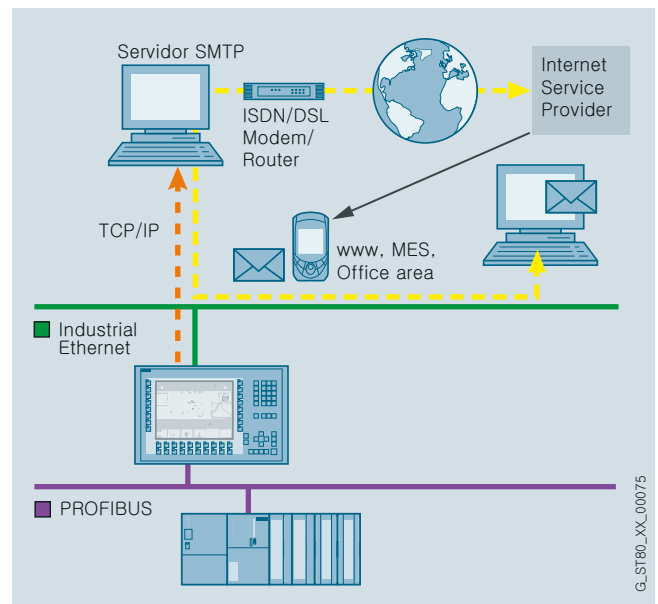 Servidor SMTP
Internet
Service
Provider
ISDN/DSL
Modem/
Router
TCP/IP
www, MES,
Office area
Industrial
Ethernet
PROFIBUS
G_ST80_XX_00075